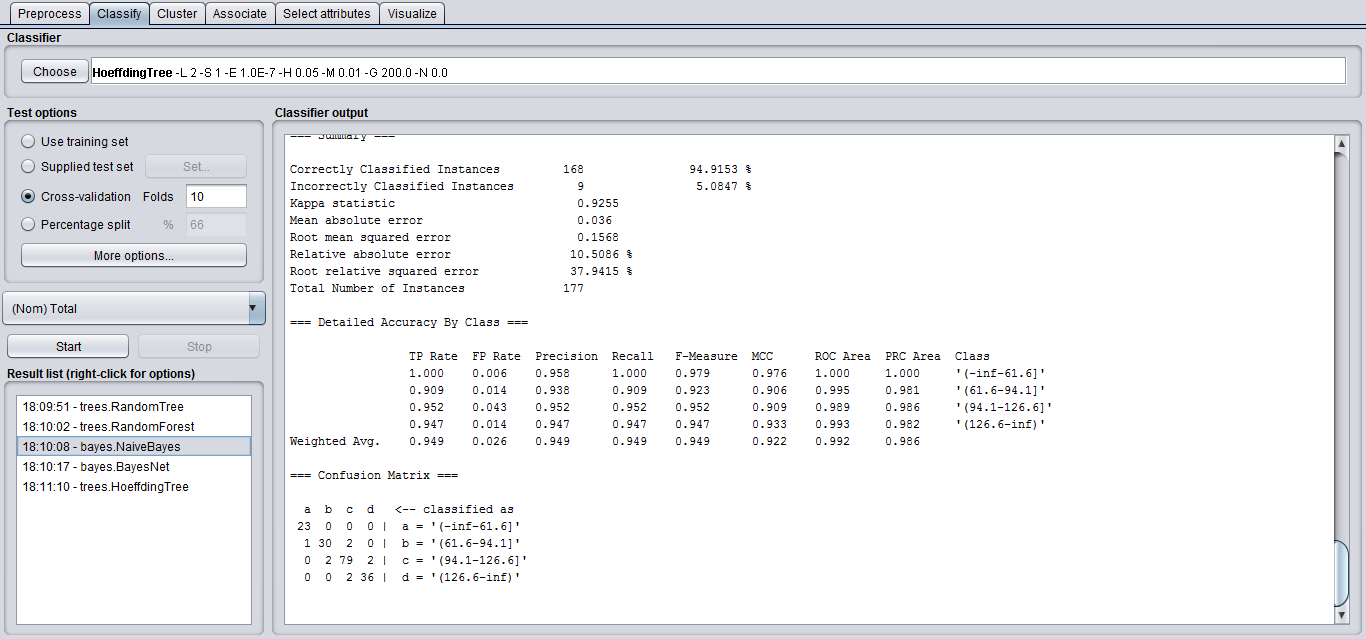 Preprocess Classify Cluster Associate Select attributes Visualize
Classifier
Choose HoeffdingTree -L 2 -S 1 -E 1.0E-7 -H 0.05 -M 0.01 -G 200.0 -N 0.0
Test options
Use training set
Supplied test set Set...
Cross-validation Folds 10
Percentage split % 66
More options...
(Nom) Total
Start Stop
Result list (right-click for options)
18:09:51 - trees.RandomTree
18:10:02 - trees.RandomForest
18:10:08 - bayes.NaiveBayes
18:10:17 - bayes.BayesNet
18:11:10 - trees.HoeffdingTree
Classifier output
=== Summary ===
Correctly Classified Instances 168 94.9153 %
Incorrectly Classified Instances 9 5.0847 %
Kappa statistic 0.9255
Mean absolute error 0.036
Root mean squared error 0.1568
Relative absolute error 10.5086 %
Root relative squared error 37.9415 %
Total Number of Instances 177
=== Detailed Accuracy By Class ===
TP Rate FP Rate Precision Recall F-Measure MCC ROC Area PRC Area Class
1.000 0.006 0.958 1.000 0.979 0.976 1.000 1.000 '(-inf-61.6]'
0.909 0.014 0.938 0.909 0.923 0.906 0.995 0.981 '(61.6-94.1]'
0.952 0.043 0.952 0.952 0.952 0.909 0.989 0.986 '(94.1-126.6]'
0.947 0.014 0.947 0.947 0.947 0.933 0.993 0.982 '(126.6-inf)'
Weighted Avg. 0.949 0.026 0.949 0.949 0.949 0.922 0.992 0.986
=== Confusion Matrix ===
a b c d <-- classified as
23 0 0 0 | a = '(-inf-61.6]'
1 30 2 0 | b = '(61.6-94.1]'
0 2 79 2 | c = '(94.1-126.6]'
0 0 2 36 | d = '(126.6-inf)'